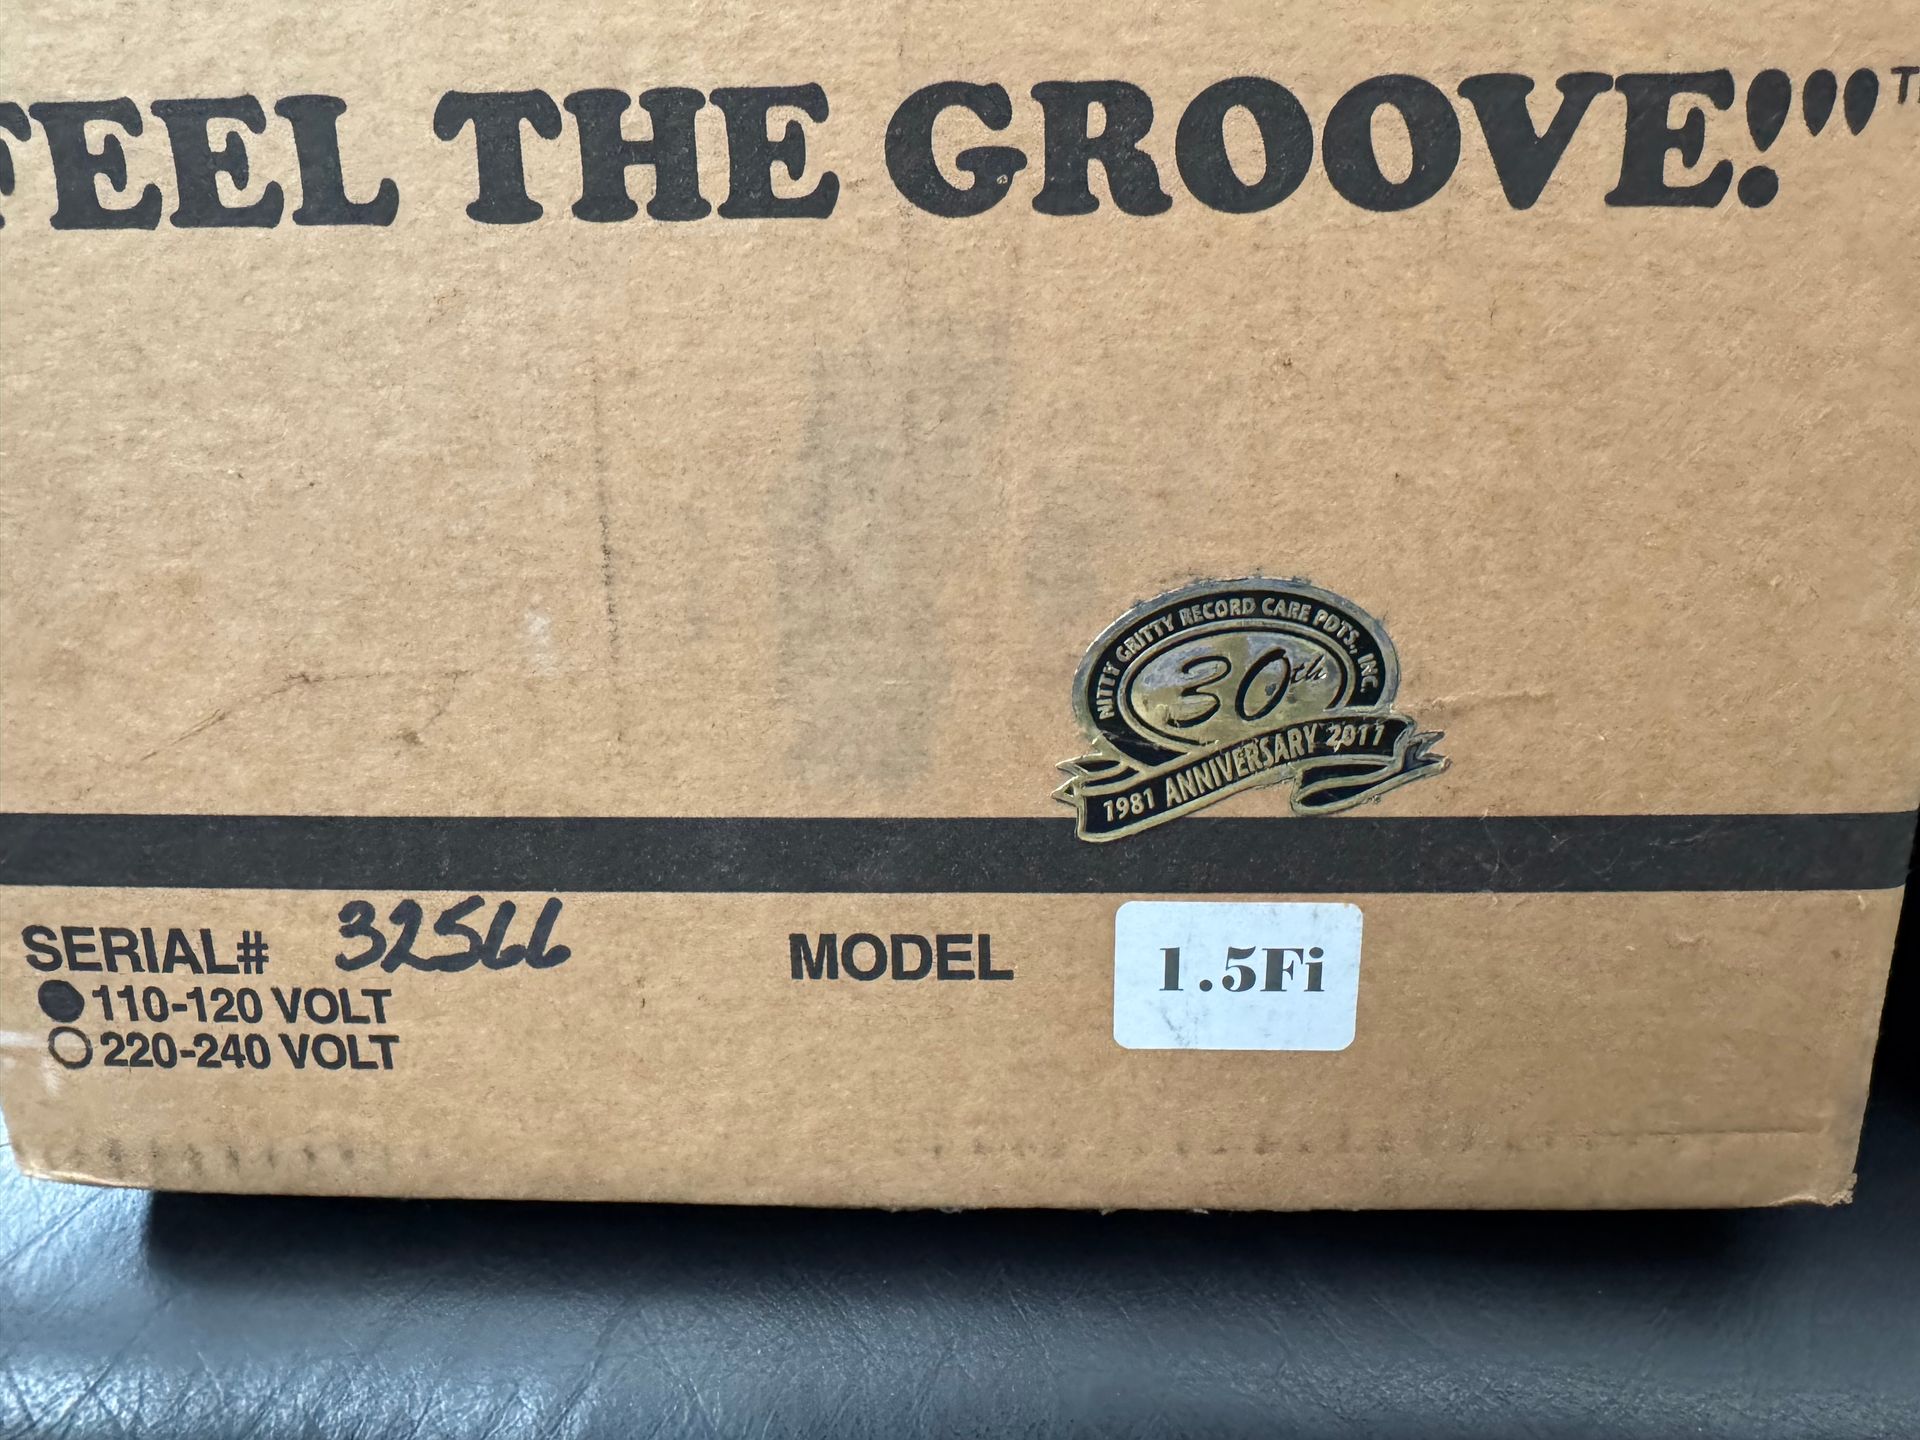 FEEL THE GROOVE!"
NITTY GRITTY RECORD CARE PDTS., INC.
30th
1981 ANNIVERSARY 2011
SERIAL# 32566
MODEL 1.5Fi
110-120 VOLT
220-240 VOLT